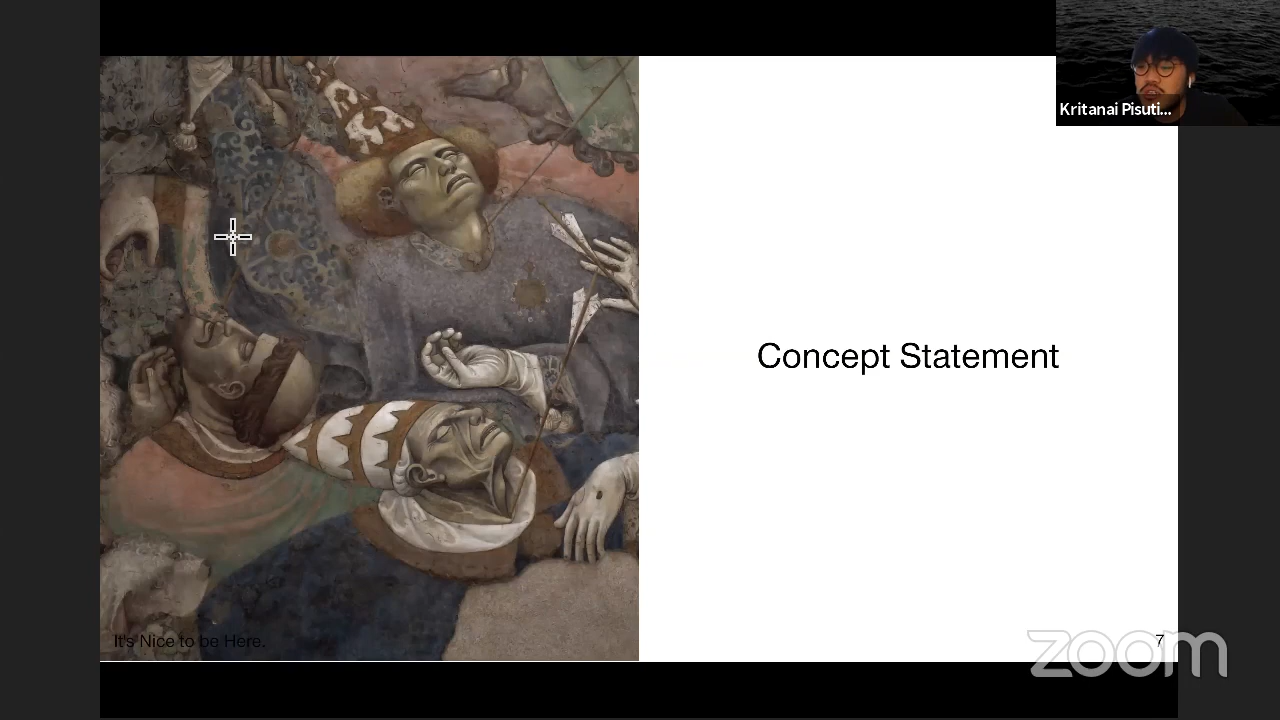 Kritanai Pisuti...
Concept Statement
It's Nice to be Here.
7
zoom